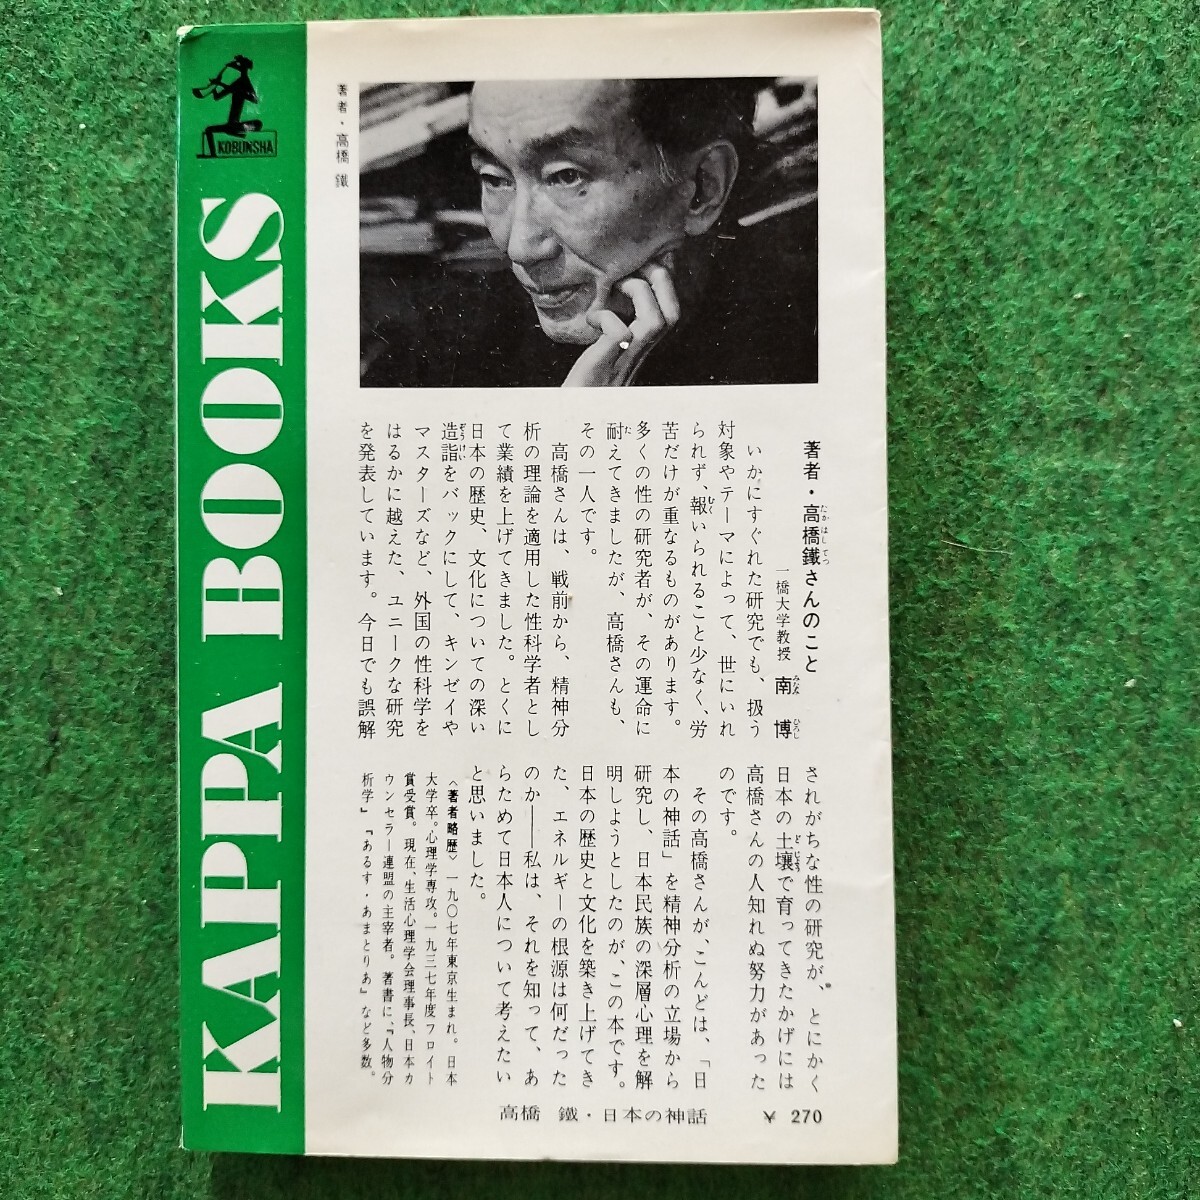 KOBUNSHA
KAPPA BOOKS
著者・高橋 鐵
著者・高橋鐵さんのこと
たかはしてつ
一橋大学教授 南 博
みなみ ひろし
いかにすぐれた研究でも、扱う
対象やテーマによって、世にいれ
られず、報いられること少なく、労
むく
苦だけが重なるものがあります。
多くの性の研究者が、その運命に
耐えてきましたが、高橋さんも、
た
その一人です。
高橋さんは、戦前から、精神分
析の理論を適用した性科学者とし
て業績を上げてきました。とくに
日本の歴史、文化についての深い
造詣をバックにして、キンゼイや
ぞうけい
マスターズなど、外国の性科学を
はるかに越えた、ユニークな研究
を発表しています。今日でも誤解
されがちな性の研究が、とにかく
日本の土壌で育ってきたかげには
どじょう
高橋さんの人知れぬ努力があった
のです。
その高橋さんが、こんどは、「日
本の神話」を精神分析の立場から
研究し、日本民族の深層心理を解
明しようとしたのが、この本です。
日本の歴史と文化を築き上げてき
た、エネルギーの根源は何だった
のか——私は、それを知って、あ
らためて日本人について考えたい
と思いました。
〈著者略歴〉一九〇七年東京生まれ。日本
大学卒。心理学専攻。一九三七年度フロイト
賞受賞。現在、生活心理学会理事長、日本カ
ウンセラー連盟の主宰者。著書に、『人物分
析学』『あるす・あまとりあ』など多数。
高橋 鐵・日本の神話
¥ 270